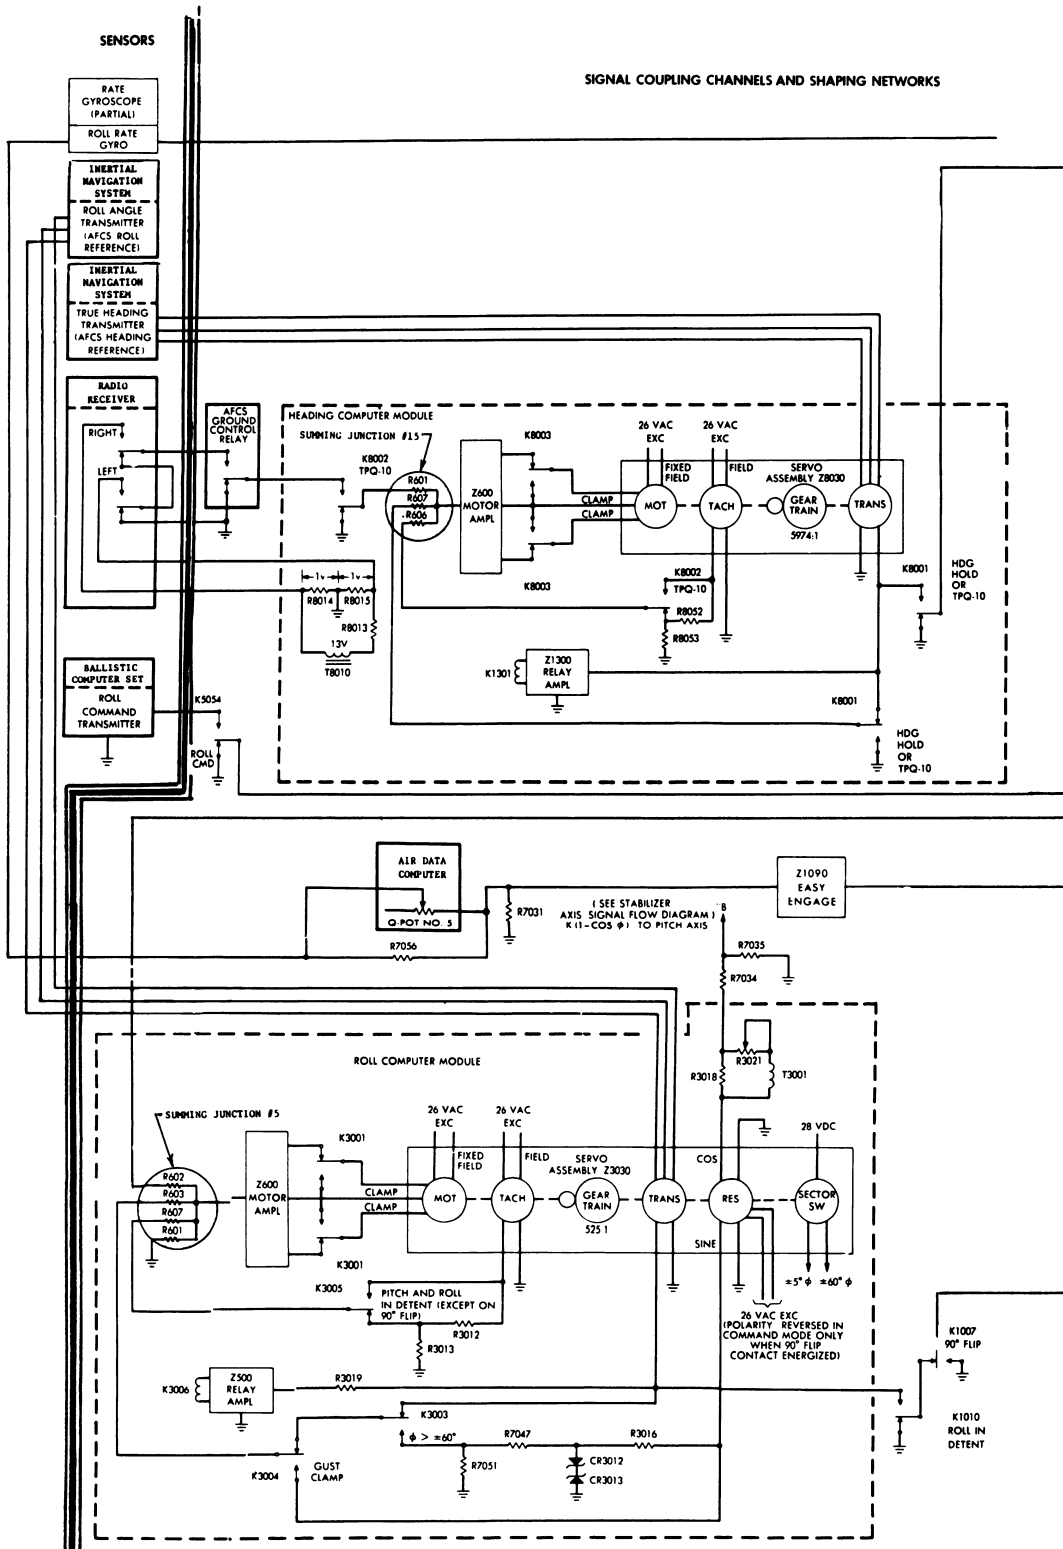 SENSORS
SIGNAL COUPLING CHANNELS AND SHAPING NETWORKS
RATE
GYROSCOPE
(PARTIAL)
ROLL RATE
GYRO
INERTIAL
NAVIGATION
SYSTEM
ROLL ANGLE
TRANSMITTER
(AFCS ROLL
REFERENCE)
INERTIAL
NAVIGATION
SYSTEM
TRUE HEADING
TRANSMITTER
(AFCS HEADING
REFERENCE)
RADIO
RECEIVER
RIGHT
LEFT
AFCS
GROUND
CONTROL
RELAY
HEADING COMPUTER MODULE
SUMMING JUNCTION #15
K8002
TPQ-10
R601
R607
R606
Z600
MOTOR
AMPL
K8003
K8003
CLAMP
CLAMP
26 VAC
EXC
26 VAC
EXC
FIXED
FIELD
FIELD
SERVO
ASSEMBLY Z8030
MOT
TACH
GEAR
TRAIN
5974:1
TRANS
1v
1v
R8014
R8015
R8013
13V
T8010
K8002
TPQ-10
R8052
R8053
K8001
HDG
HOLD
OR
TPQ-10
K1301
Z1300
RELAY
AMPL
K8001
HDG
HOLD
OR
TPQ-10
BALLISTIC
COMPUTER SET
ROLL
COMMAND
TRANSMITTER
K5054
ROLL
CMD
AIR DATA
COMPUTER
Q-POT NO. 5
R7056
R7031
(SEE STABILIZER
AXIS SIGNAL FLOW DIAGRAM)
K (1-COS ϕ) TO PITCH AXIS
B
Z1090
EASY
ENGAGE
R7035
R7034
ROLL COMPUTER MODULE
R3021
R3018
T3001
SUMMING JUNCTION #5
R602
R603
R607
R601
Z600
MOTOR
AMPL
K3001
K3001
CLAMP
CLAMP
26 VAC
EXC
26 VAC
EXC
FIXED
FIELD
FIELD
SERVO
ASSEMBLY Z3030
MOT
TACH
GEAR
TRAIN
525 1
TRANS
COS
RES
SINE
28 VDC
SECTOR
SW
±5° ϕ ±60° ϕ
K3005
PITCH AND ROLL
IN DETENT (EXCEPT ON
90° FLIP)
R3012
R3013
26 VAC EXC
(POLARITY REVERSED IN
COMMAND MODE ONLY
WHEN 90° FLIP
CONTACT ENERGIZED)
K1007
90° FLIP
K3006
Z500
RELAY
AMPL
R3019
K3003
ϕ > ±60°
R7047
R3016
K1010
ROLL IN
DETENT
K3004
GUST
CLAMP
R7051
CR3012
CR3013